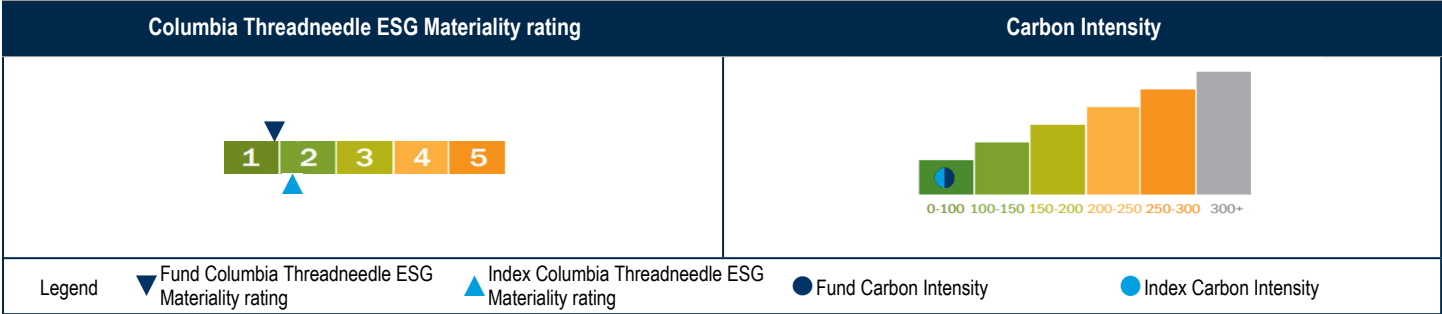 Columbia Threadneedle ESG Materiality rating
Carbon Intensity
1 2 3 4 5
0-100 100-150 150-200 200-250 250-300 300+
Legend
Fund Columbia Threadneedle ESG
Materiality rating
Index Columbia Threadneedle ESG
Materiality rating
Fund Carbon Intensity
Index Carbon Intensity